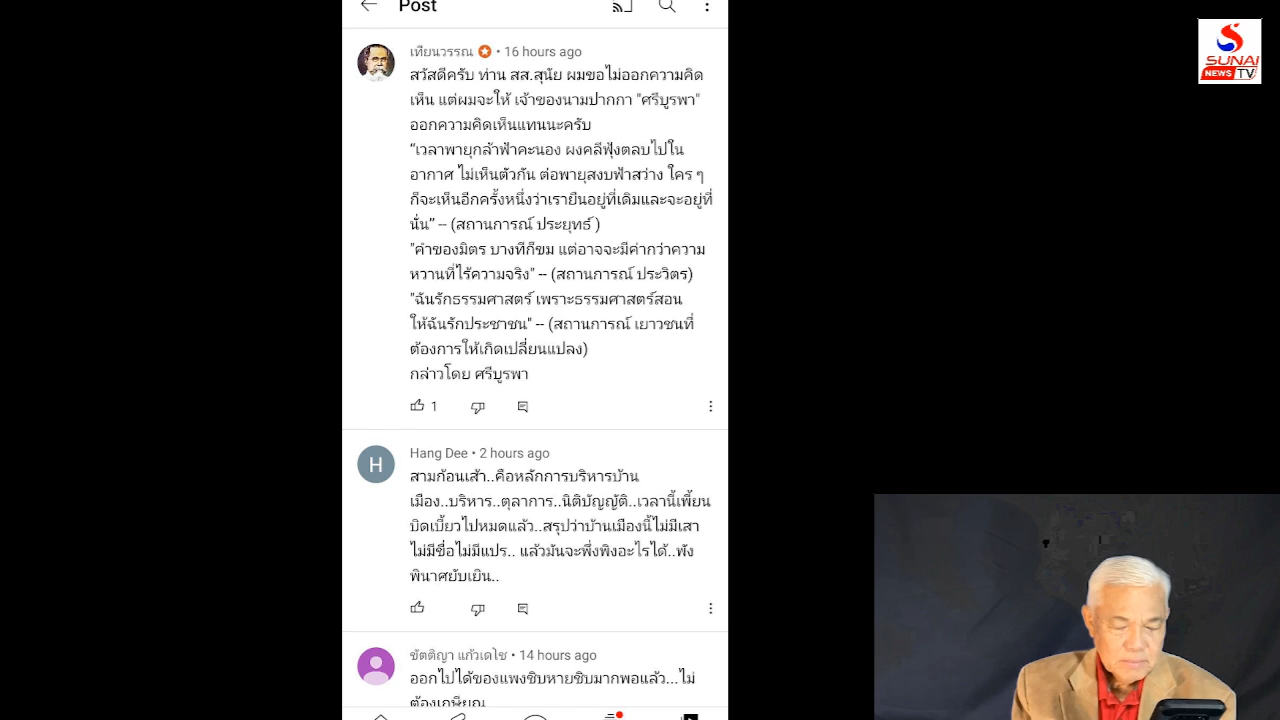 Post
SUNAI
NEWS TV
เทียนวรรณ • 16 hours ago
สวัสดีครับ ท่าน สส.สุนัย ผมขอไม่ออกความคิด
เห็น แต่ผมจะให้ เจ้าของนามปากกา "ศรีบูรพา"
ออกความคิดเห็นแทนนะครับ
“เวลาพายุกล้าฟ้าคะนอง ผงคลีฟุ้งตลบไปใน
อากาศ ไม่เห็นตัวกัน ต่อพายุสงบฟ้าสว่าง ใคร ๆ
ก็จะเห็นอีกครั้งหนึ่งว่าเรายืนอยู่ที่เดิมและจะอยู่ที่
นั่น” -- (สถานการณ์ ประยุทธ์ )
"คำของมิตร บางทีก็ขม แต่อาจจะมีค่ากว่าความ
หวานที่ไร้ความจริง" -- (สถานการณ์ ประวิตร)
"ฉันรักธรรมศาสตร์ เพราะธรรมศาสตร์สอน
ให้ฉันรักประชาชน" -- (สถานการณ์ เยาวชนที่
ต้องการให้เกิดเปลี่ยนแปลง)
กล่าวโดย ศรีบูรพา
1
H
Hang Dee • 2 hours ago
สามก้อนเส้า..คือหลักการบริหารบ้าน
เมือง..บริหาร..ตุลาการ..นิติบัญญัติ..เวลานี้เพี้ยน
บิดเบี้ยวไปหมดแล้ว..สรุปว่าบ้านเมืองนี้ไม่มีเสา
ไม่มีขื่อไม่มีแปร.. แล้วมันจะพึ่งพิงอะไรได้..พัง
พินาศยับเยิน..
ขัตติญา แก้วเดโช • 14 hours ago
ออกไปได้ของแพงชิบหายชิบมากพอแล้ว...ไม่
ต้องเกษียณ